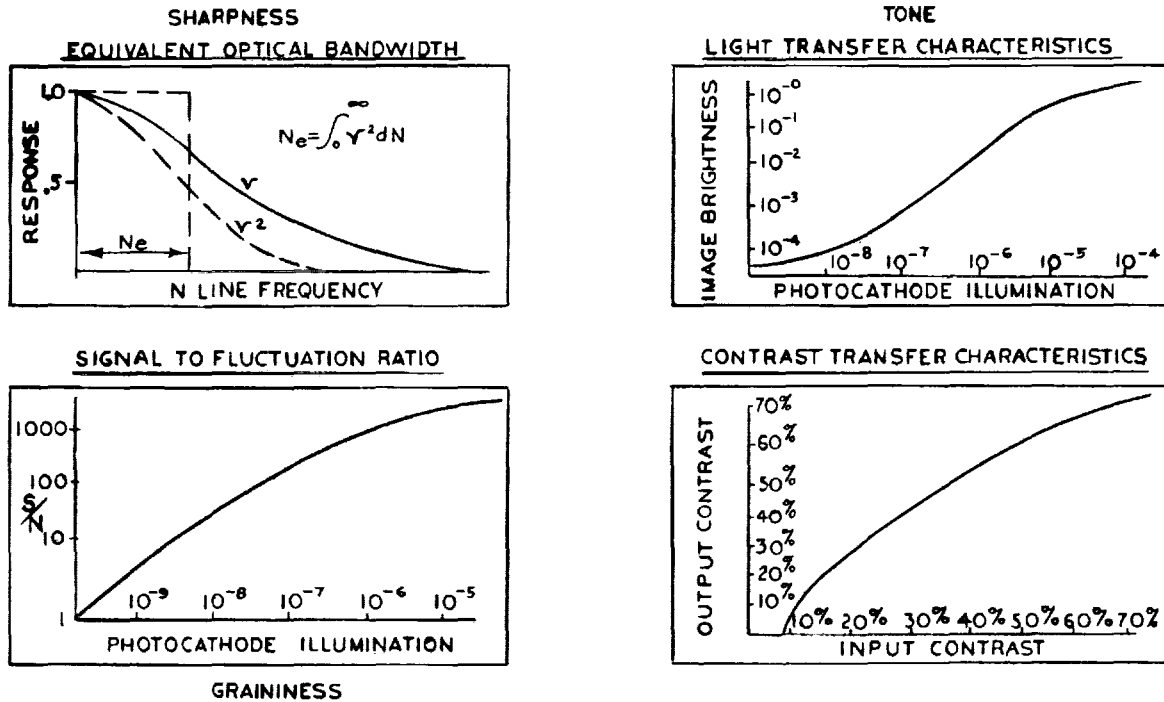 SHARPNESS
EQUIVALENT OPTICAL BANDWIDTH
RESPONSE
1.0
.5
Ne=∫₀^∞ r²dN
r
r²
Ne
N LINE FREQUENCY
TONE
LIGHT TRANSFER CHARACTERISTICS
IMAGE BRIGHTNESS
10⁻⁰
10⁻¹
10⁻²
10⁻³
10⁻⁴
10⁻⁸ 10⁻⁷ 10⁻⁶ 10⁻⁵ 10⁻⁴
PHOTOCATHODE ILLUMINATION
SIGNAL TO FLUCTUATION RATIO
S/N
1000
100
10
1
10⁻⁹ 10⁻⁸ 10⁻⁷ 10⁻⁶ 10⁻⁵
PHOTOCATHODE ILLUMINATION
GRAININESS
CONTRAST TRANSFER CHARACTERISTICS
OUTPUT CONTRAST
70%
60%
50%
40%
30%
20%
10%
10% 20% 30% 40% 50% 60% 70%
INPUT CONTRAST